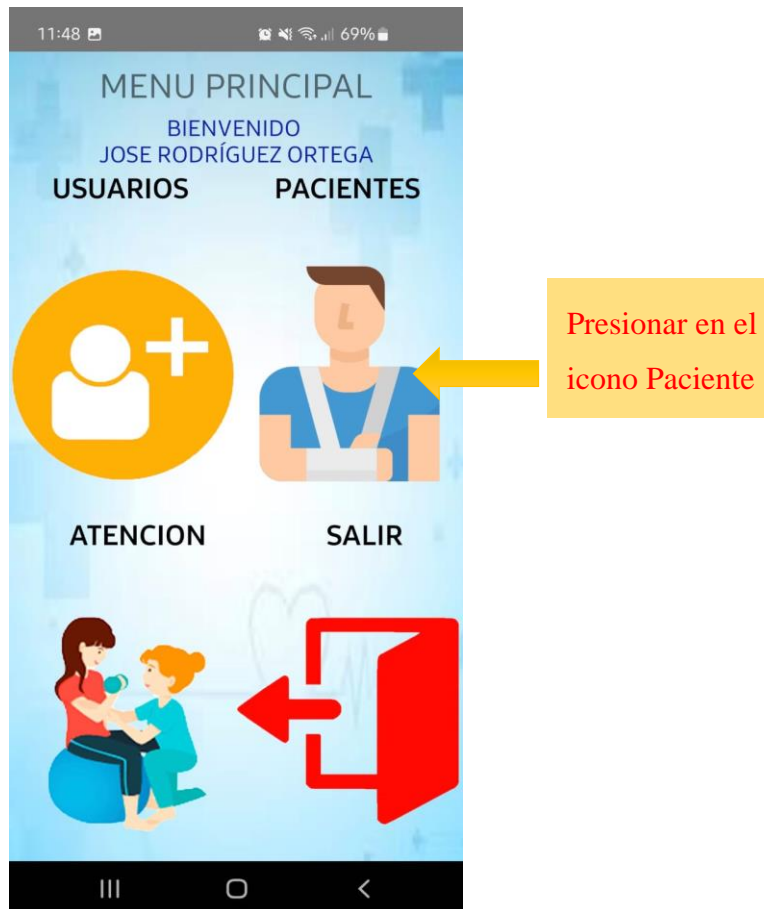 11:48 69%
MENU PRINCIPAL
BIENVENIDO
JOSE RODRÍGUEZ ORTEGA
USUARIOS PACIENTES
Presionar en el
icono Paciente
ATENCION SALIR